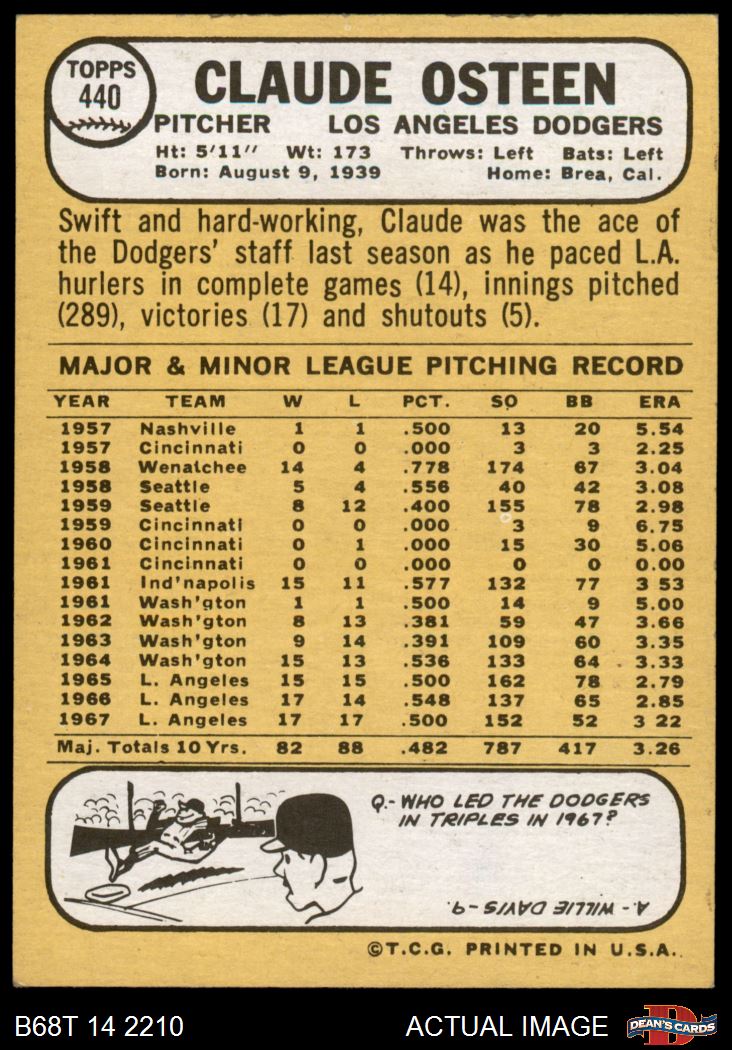 TOPPS
440
CLAUDE OSTEEN
PITCHER LOS ANGELES DODGERS
Ht: 5'11" Wt: 173 Throws: Left Bats: Left
Born: August 9, 1939 Home: Brea, Cal.
Swift and hard-working, Claude was the ace of
the Dodgers' staff last season as he paced L.A.
hurlers in complete games (14), innings pitched
(289), victories (17) and shutouts (5).
MAJOR & MINOR LEAGUE PITCHING RECORD
YEAR TEAM W L PCT. SO BB ERA
1957 Nashville 1 1 .500 13 20 5.54
1957 Cincinnati 0 0 .000 3 3 2.25
1958 Wenatchee 14 4 .778 174 67 3.04
1958 Seattle 5 4 .556 40 42 3.08
1959 Seattle 8 12 .400 155 78 2.98
1959 Cincinnati 0 0 .000 3 9 6.75
1960 Cincinnati 0 1 .000 15 30 5.06
1961 Cincinnati 0 0 .000 0 0 0.00
1961 Ind'napolis 15 11 .577 132 77 3 53
1961 Wash'gton 1 1 .500 14 9 5.00
1962 Wash'gton 8 13 .381 59 47 3.66
1963 Wash'gton 9 14 .391 109 60 3.35
1964 Wash'gton 15 13 .536 133 64 3.33
1965 L. Angeles 15 15 .500 162 78 2.79
1966 L. Angeles 17 14 .548 137 65 2.85
1967 L. Angeles 17 17 .500 152 52 3 22
Maj. Totals 10 Yrs. 82 88 .482 787 417 3.26
Q.- WHO LED THE DODGERS
IN TRIPLES IN 1967?
A.- WILLIE DAVIS - 9.
©T.C.G. PRINTED IN U.S.A.
B68T 14 2210 ACTUAL IMAGE DEAN'S CARDS